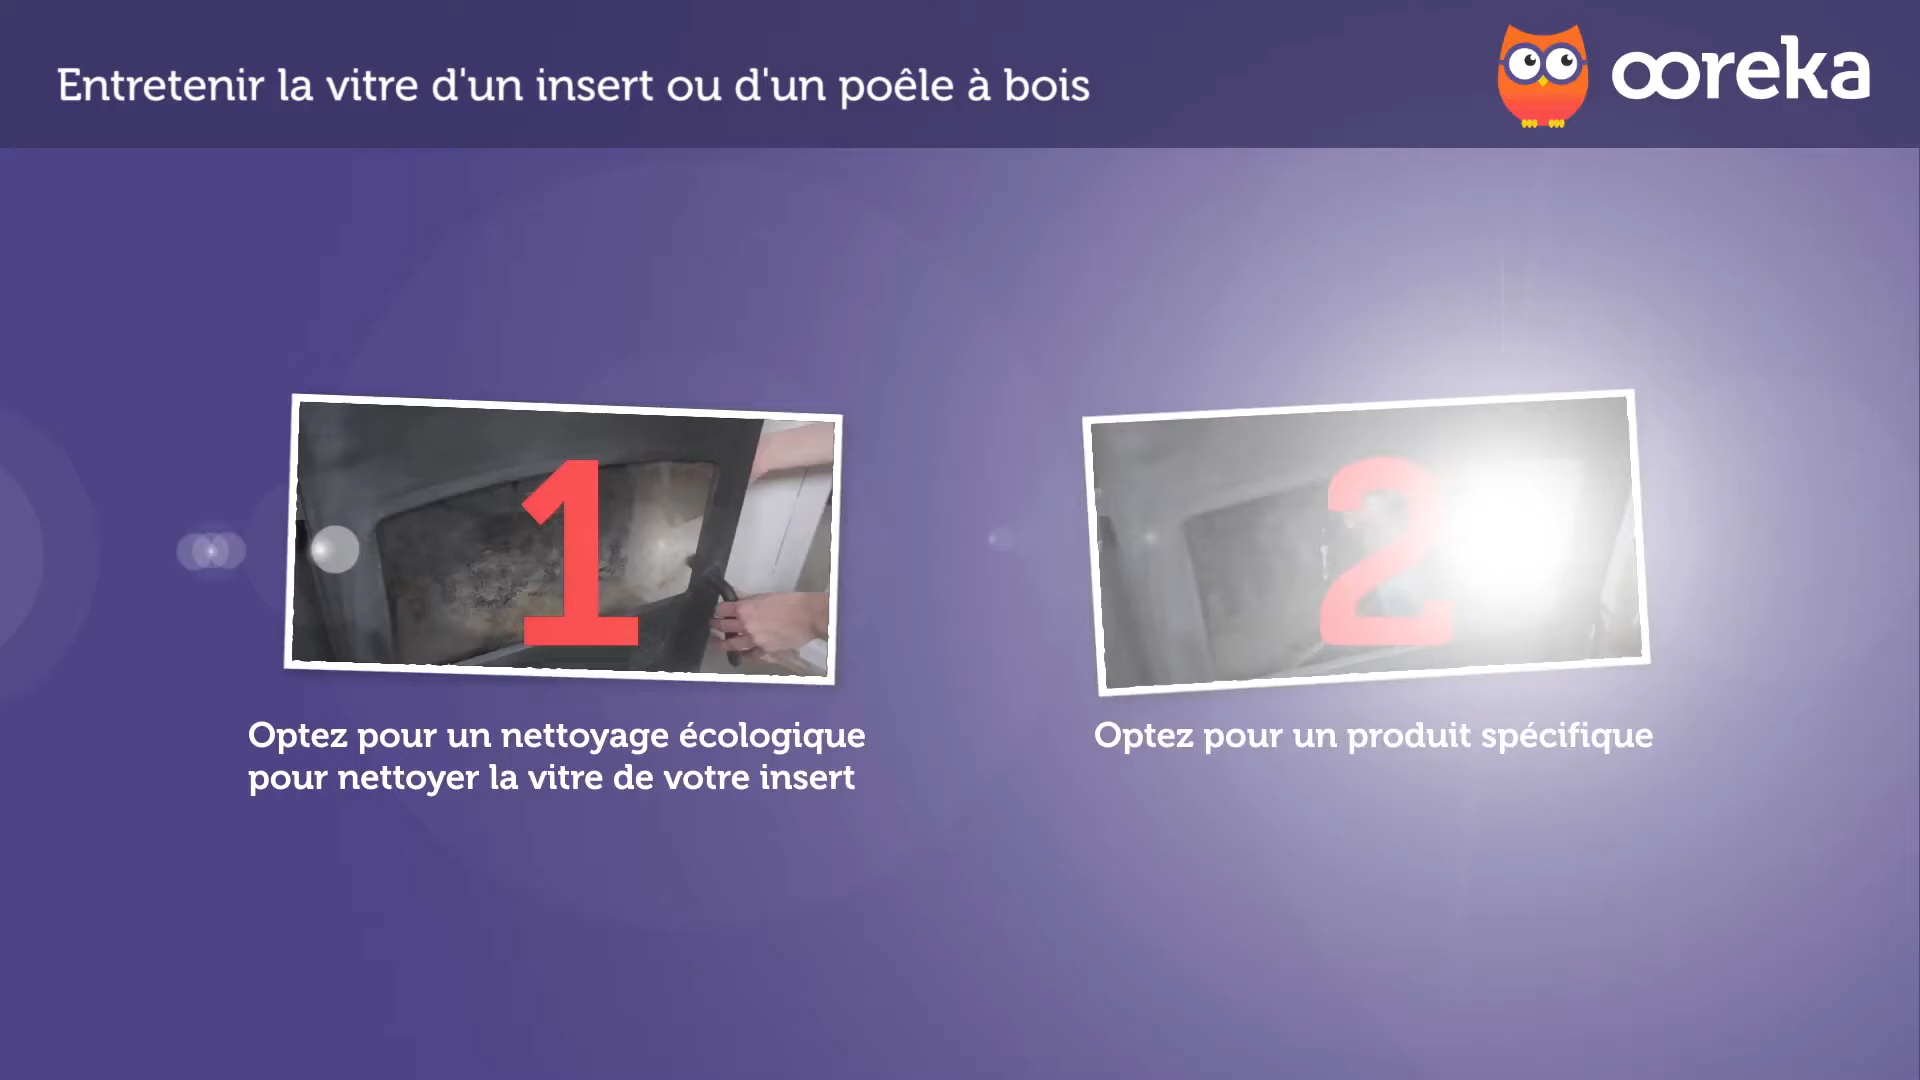 Entretenir la vitre d'un insert ou d'un poêle à bois
ooreka
1
2
Optez pour un nettoyage écologique
pour nettoyer la vitre de votre insert
Optez pour un produit spécifique